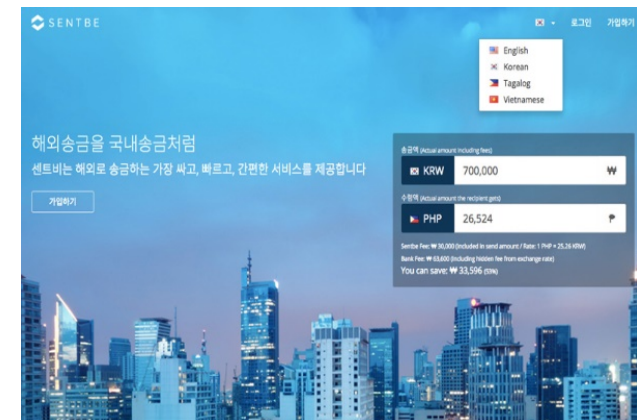 SENTBE
로그인 가입하기
English
Korean
Tagalog
Vietnamese
해외송금을 국내송금처럼
센트비는 해외로 송금하는 가장 싸고, 빠르고, 간편한 서비스를 제공합니다
가입하기
송금액 (Actual amount including fees)
KRW 700,000 ₩
수령액 (Actual amount the recipient gets)
PHP 26,524 ₱
Sentbe Fee: ₩ 30,000 (Included in send amount / Rate: 1 PHP = 25.26 KRW)
Bank Fee: ₩ 63,600 (Including hidden fee from exchange rate)
You can save: ₩ 33,596 (53%)